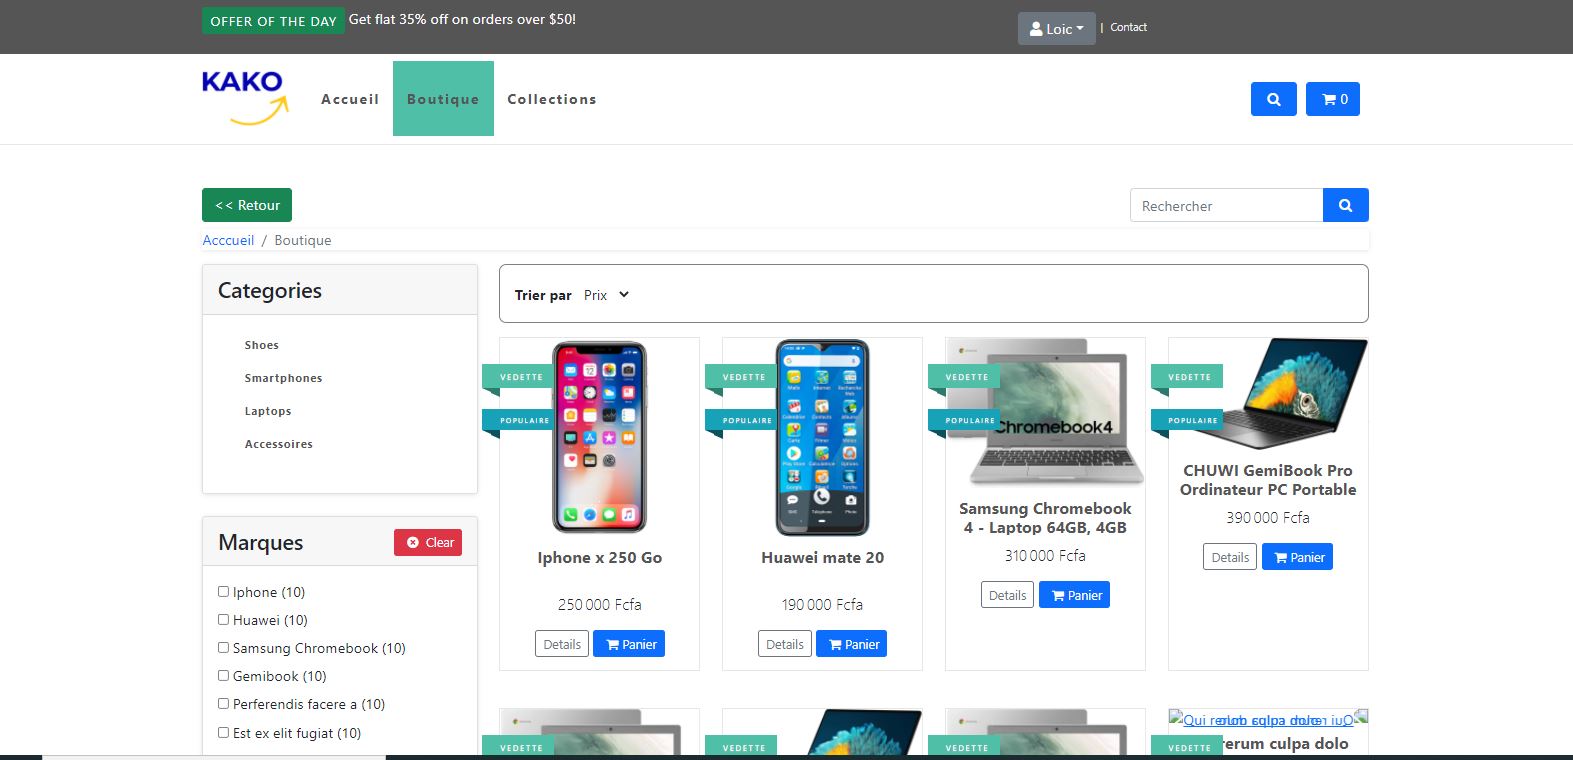 OFFER OF THE DAY Get flat 35% off on orders over $50!
Loic | Contact
KAKO
Accueil Boutique Collections
0
<< Retour
Rechercher
Acccueil / Boutique
Categories
Shoes
Smartphones
Laptops
Accessoires
Marques
Clear
Iphone (10)
Huawei (10)
Samsung Chromebook (10)
Gemibook (10)
Perferendis facere a (10)
Est ex elit fugiat (10)
Trier par Prix
VEDETTE
POPULAIRE
Iphone x 250 Go
250 000 Fcfa
Details Panier
VEDETTE
POPULAIRE
Huawei mate 20
190 000 Fcfa
Details Panier
VEDETTE
POPULAIRE
Chromebook4
Samsung Chromebook
4 - Laptop 64GB, 4GB
310 000 Fcfa
Details Panier
VEDETTE
POPULAIRE
CHUWI GemiBook Pro
Ordinateur PC Portable
390 000 Fcfa
Details Panier
VEDETTE
VEDETTE
VEDETTE
VEDETTE
rerum culpa dolo